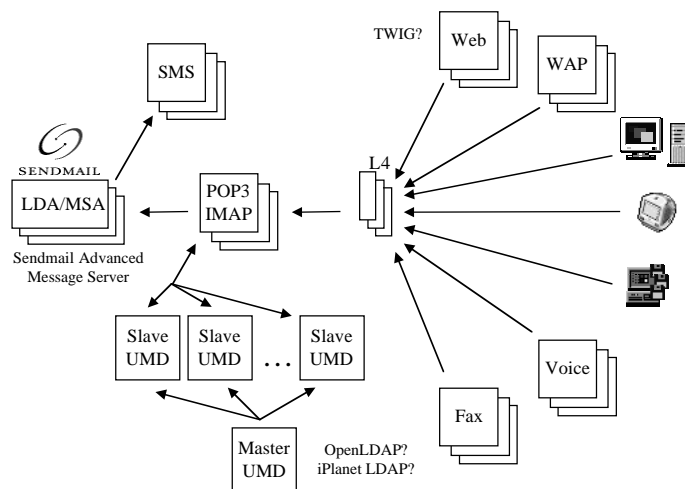 TWIG?
Web
SMS
WAP
SENDMAIL
L4
LDA/MSA
POP3
IMAP
Sendmail Advanced
Message Server
Slave
UMD
Slave
UMD
...
Slave
UMD
Voice
Fax
Master
UMD
OpenLDAP?
iPlanet LDAP?